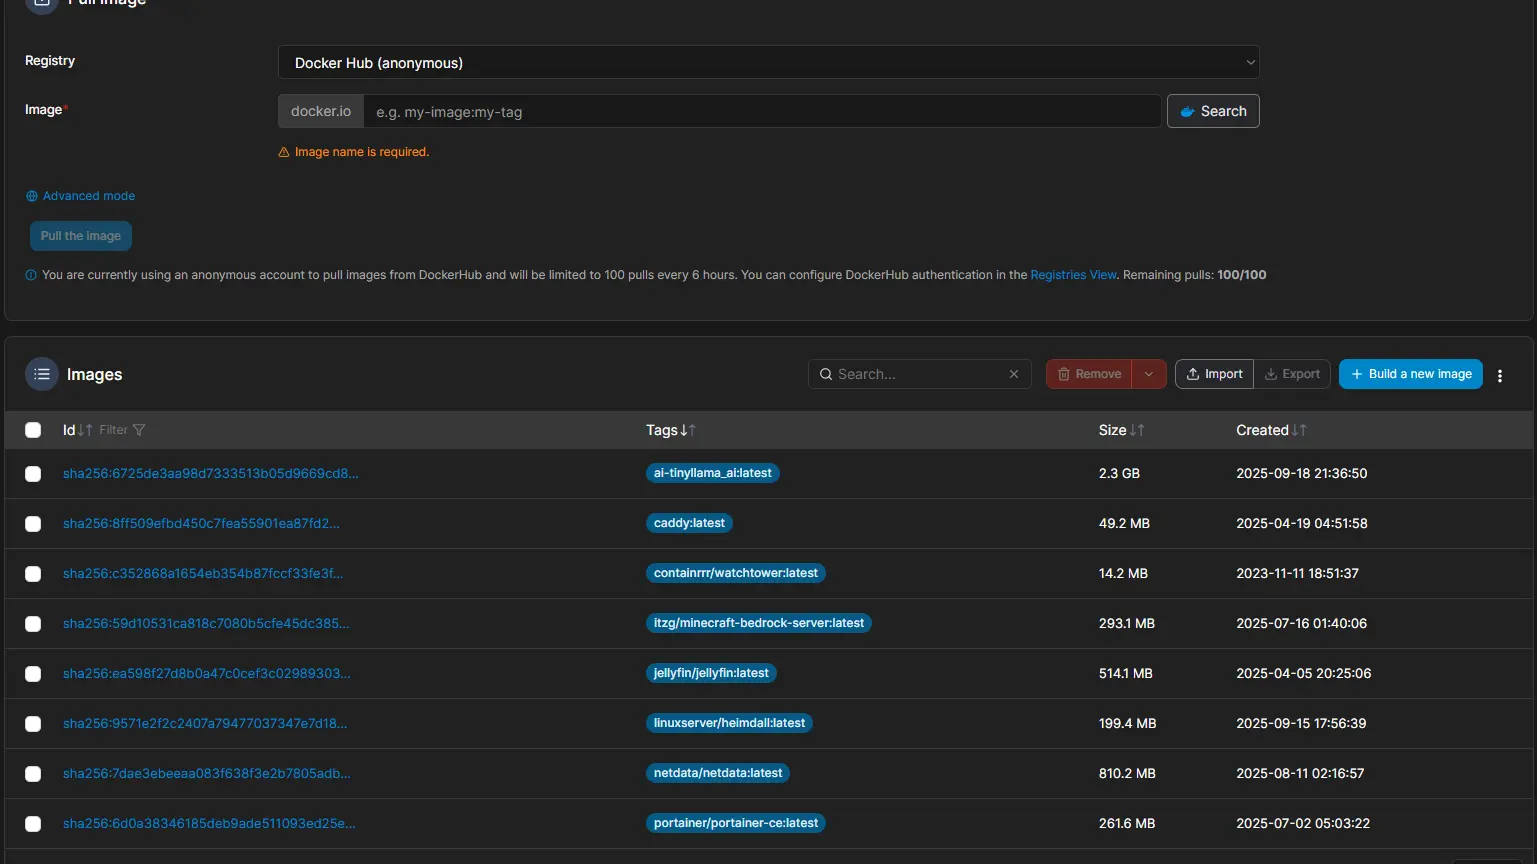 Pull image
Registry
Docker Hub (anonymous)
Image*
docker.io e.g. my-image:my-tag Search
Image name is required.
Advanced mode
Pull the image
You are currently using an anonymous account to pull images from DockerHub and will be limited to 100 pulls every 6 hours. You can configure DockerHub authentication in the Registries View. Remaining pulls: 100/100
Images Search... Remove Import Export Build a new image
Id Filter Tags Size Created
sha256:6725de3aa98d7333513b05d9669cd8... ai-tinyllama_ai:latest 2.3 GB 2025-09-18 21:36:50
sha256:8ff509efbd450c7fea55901ea87fd2... caddy:latest 49.2 MB 2025-04-19 04:51:58
sha256:c352868a1654eb354b87fccf33fe3f... containrrr/watchtower:latest 14.2 MB 2023-11-11 18:51:37
sha256:59d10531ca818c7080b5cfe45dc385... itzg/minecraft-bedrock-server:latest 293.1 MB 2025-07-16 01:40:06
sha256:ea598f27d8b0a47c0cef3c02989303... jellyfin/jellyfin:latest 514.1 MB 2025-04-05 20:25:06
sha256:9571e2f2c2407a79477037347e7d18... linuxserver/heimdall:latest 199.4 MB 2025-09-15 17:56:39
sha256:7dae3ebeeaa083f638f3e2b7805adb... netdata/netdata:latest 810.2 MB 2025-08-11 02:16:57
sha256:6d0a38346185deb9ade511093ed25e... portainer/portainer-ce:latest 261.6 MB 2025-07-02 05:03:22